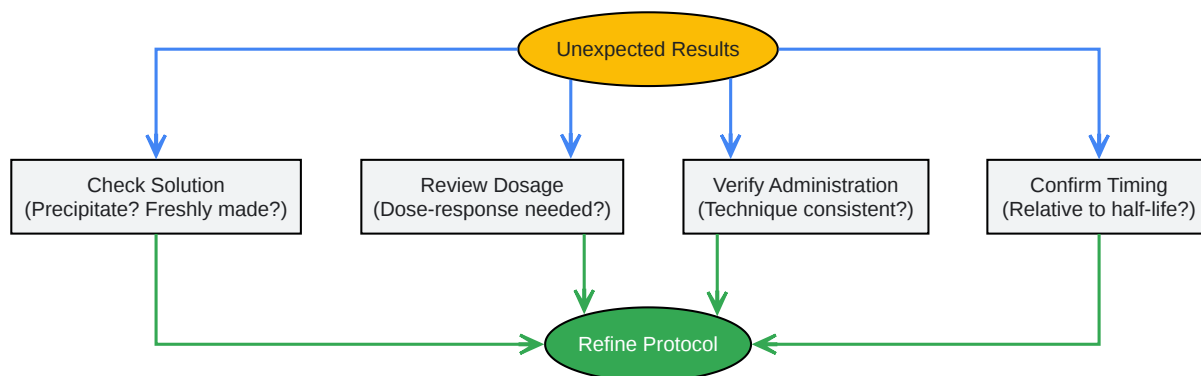 Unexpected Results
Check Solution
(Precipitate? Freshly made?)
Review Dosage
(Dose-response needed?)
Verify Administration
(Technique consistent?)
Confirm Timing
(Relative to half-life?)
Refine Protocol